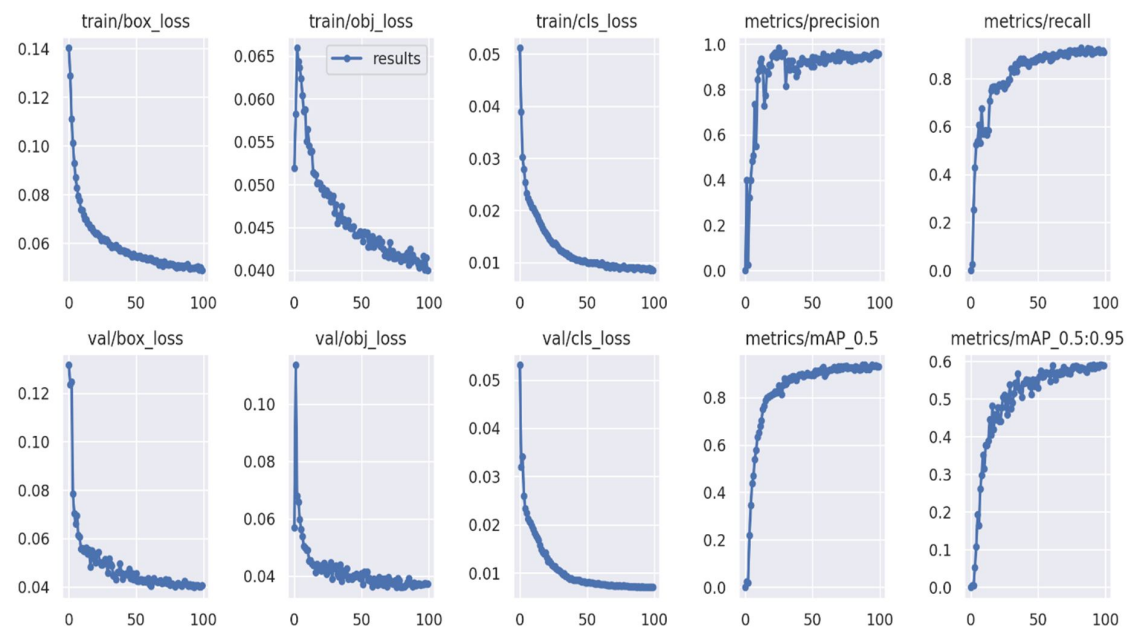 train/box_loss
train/obj_loss
train/cls_loss
metrics/precision
metrics/recall
0.14
0.12
0.10
0.08
0.06
0 50 100
results
0.065
0.060
0.055
0.050
0.045
0.040
0 50 100
0.05
0.04
0.03
0.02
0.01
0 50 100
1.0
0.8
0.6
0.4
0.2
0.0
0 50 100
0.8
0.6
0.4
0.2
0.0
0 50 100
val/box_loss
val/obj_loss
val/cls_loss
metrics/mAP_0.5
metrics/mAP_0.5:0.95
0.12
0.10
0.08
0.06
0.04
0 50 100
0.10
0.08
0.06
0.04
0 50 100
0.05
0.04
0.03
0.02
0.01
0 50 100
0.8
0.6
0.4
0.2
0.0
0 50 100
0.6
0.5
0.4
0.3
0.2
0.1
0.0
0 50 100